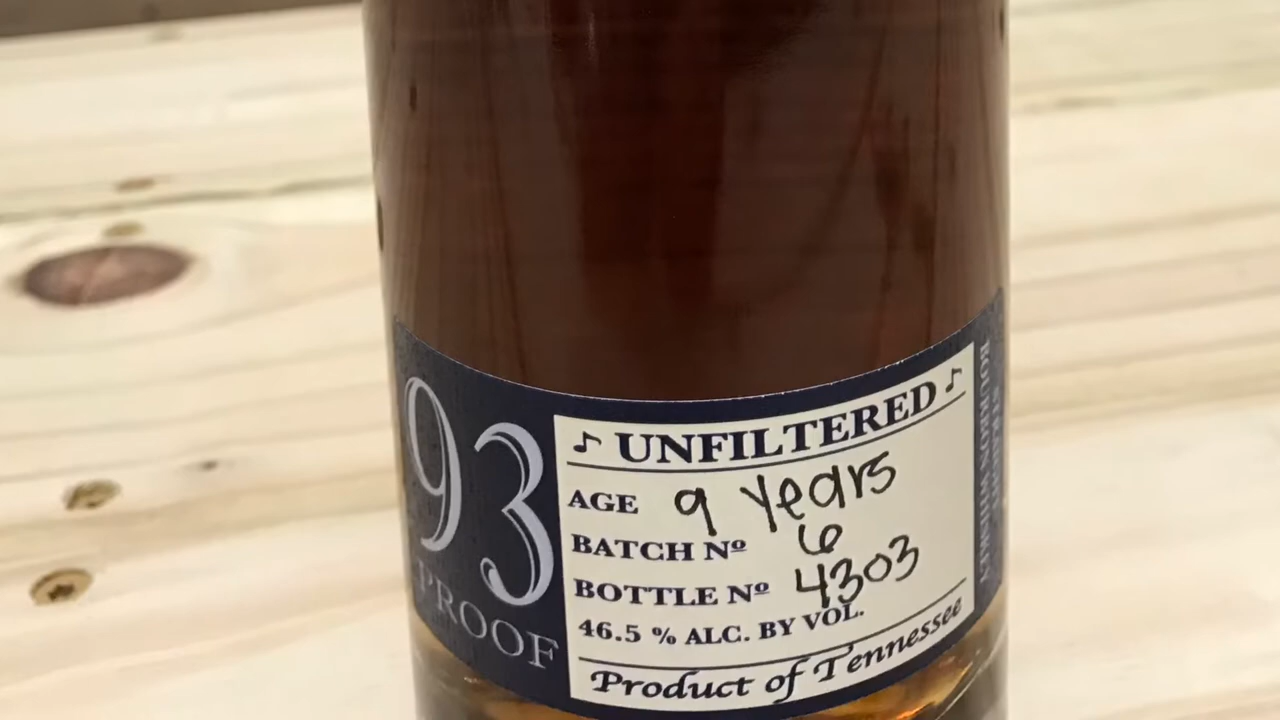 93
PROOF
UNFILTERED
AGE 9 Years
BATCH Nº 6
BOTTLE Nº 4303
46.5 % ALC. BY VOL.
Product of Tennessee
BOURBON WHISKEY